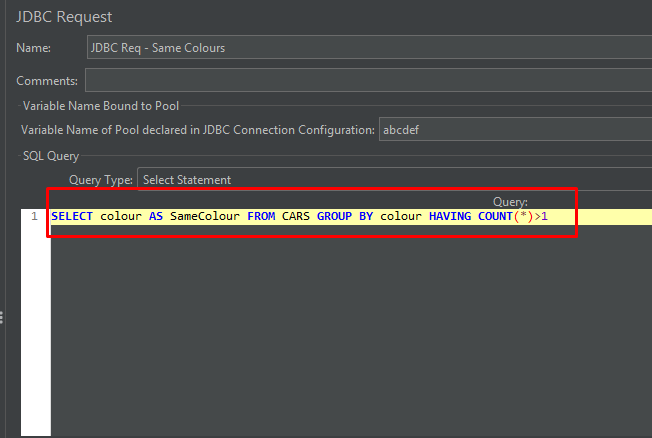 JDBC Request
Name: JDBC Req - Same Colours
Comments:
Variable Name Bound to Pool
Variable Name of Pool declared in JDBC Connection Configuration: abcdef
SQL Query
Query Type: Select Statement
Query:
1 SELECT colour AS SameColour FROM CARS GROUP BY colour HAVING COUNT(*)>1